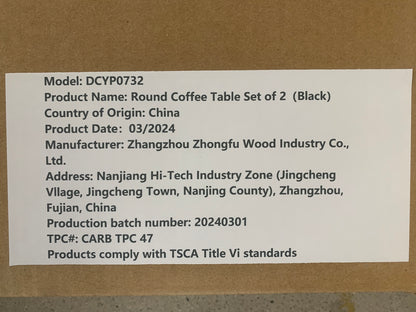 Model: DCYP0732
Product Name: Round Coffee Table Set of 2 (Black)
Country of Origin: China
Product Date: 03/2024
Manufacturer: Zhangzhou Zhongfu Wood Industry Co.,
Ltd.
Address: Nanjiang Hi-Tech Industry Zone (Jingcheng
Vllage, Jingcheng Town, Nanjing County), Zhangzhou,
Fujian, China
Production batch number: 20240301
TPC#: CARB TPC 47
Products comply with TSCA Title Vi standards